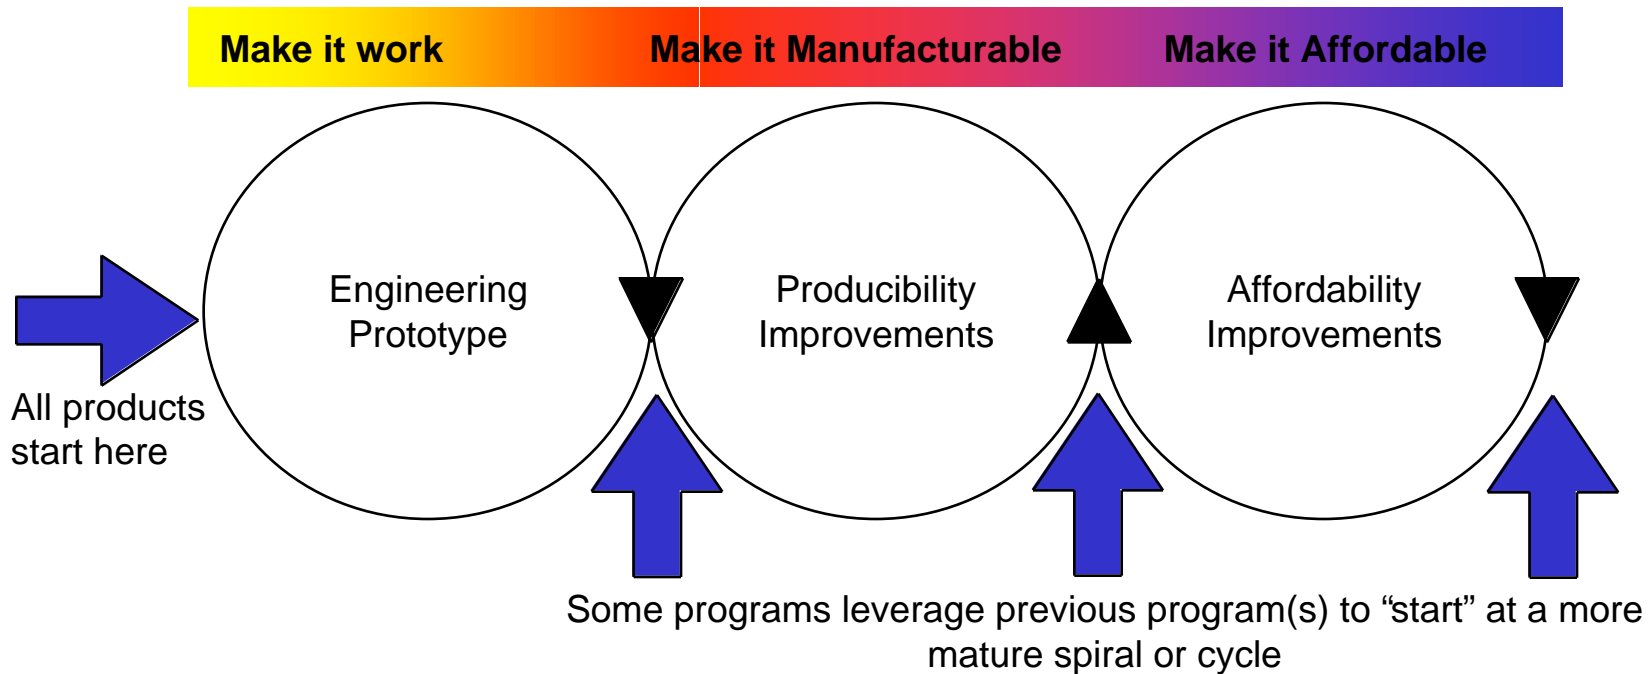 Make it work
Make it Manufacturable
Make it Affordable
Engineering
Prototype
Producibility
Improvements
Affordability
Improvements
All products
start here
Some programs leverage previous program(s) to “start” at a more
mature spiral or cycle